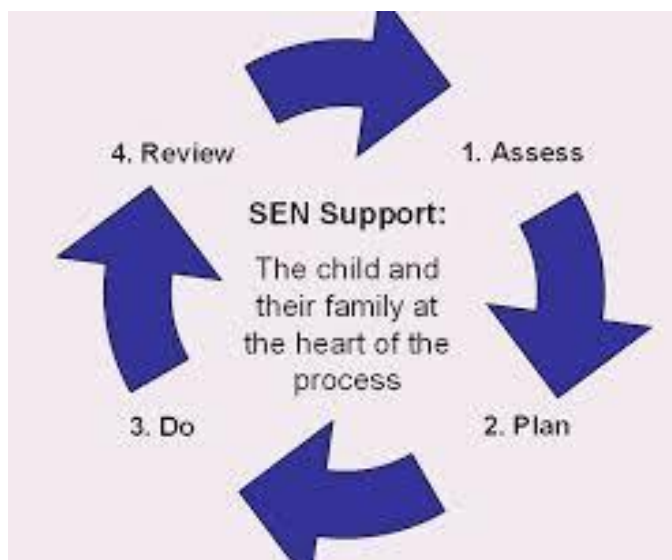 4. Review
1. Assess
SEN Support:
The child and
their family at
the heart of the
process
3. Do
2. Plan